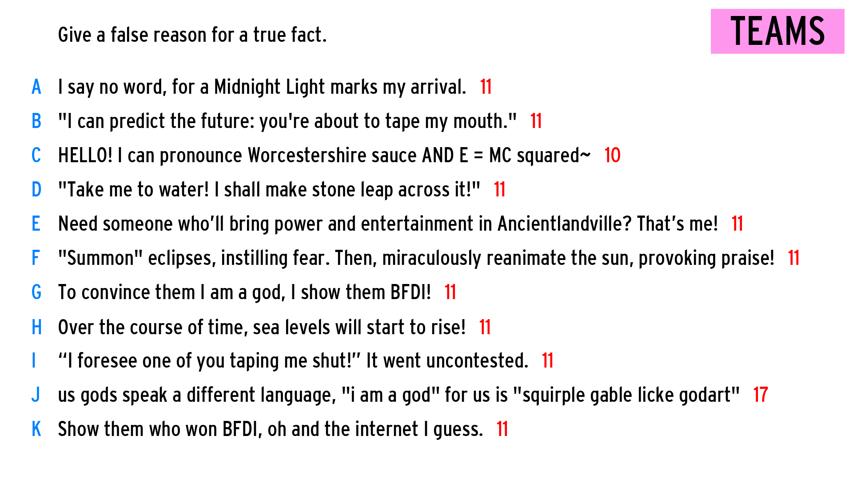 Give a false reason for a true fact.
TEAMS
A I say no word, for a Midnight Light marks my arrival. 11
B "I can predict the future: you're about to tape my mouth." 11
C HELLO! I can pronounce Worcestershire sauce AND E = MC squared~ 10
D "Take me to water! I shall make stone leap across it!" 11
E Need someone who’ll bring power and entertainment in Ancientlandville? That’s me! 11
F "Summon" eclipses, instilling fear. Then, miraculously reanimate the sun, provoking praise! 11
G To convince them I am a god, I show them BFDI! 11
H Over the course of time, sea levels will start to rise! 11
I “I foresee one of you taping me shut!” It went uncontested. 11
J us gods speak a different language, "i am a god" for us is "squirple gable licke godart" 17
K Show them who won BFDI, oh and the internet I guess. 11